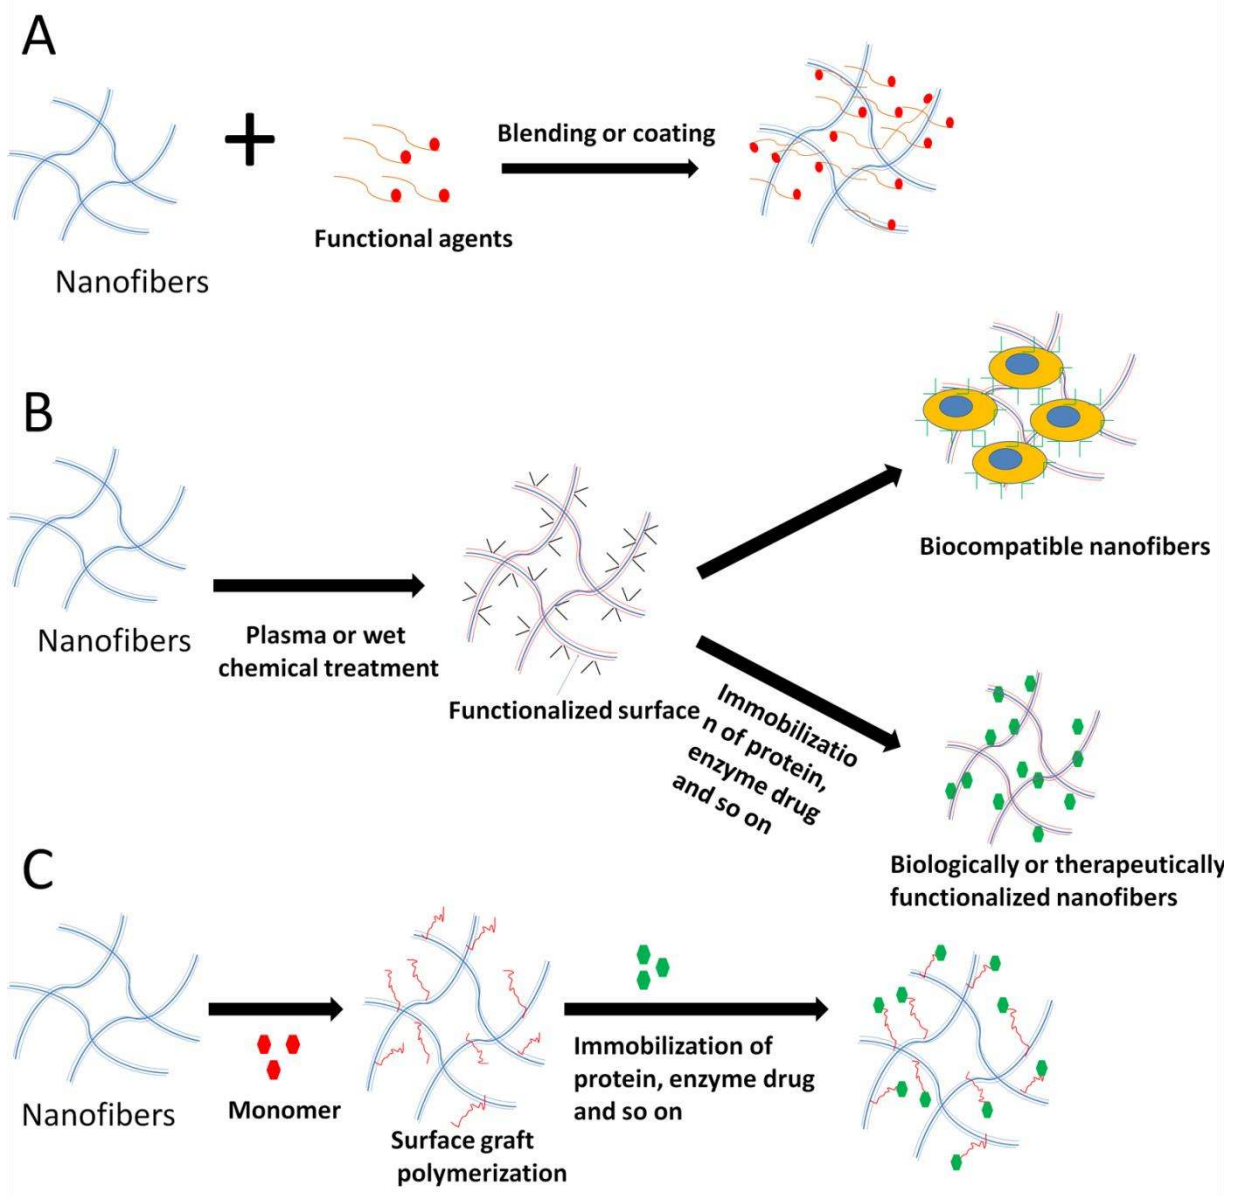 A
Nanofibers
Functional agents
Blending or coating
B
Nanofibers
Plasma or wet
chemical treatment
Functionalized surface
Biocompatible nanofibers
Immobilizatio
n of protein,
enzyme drug
and so on
Biologically or therapeutically
functionalized nanofibers
C
Nanofibers
Monomer
Surface graft
polymerization
Immobilization of
protein, enzyme drug
and so on